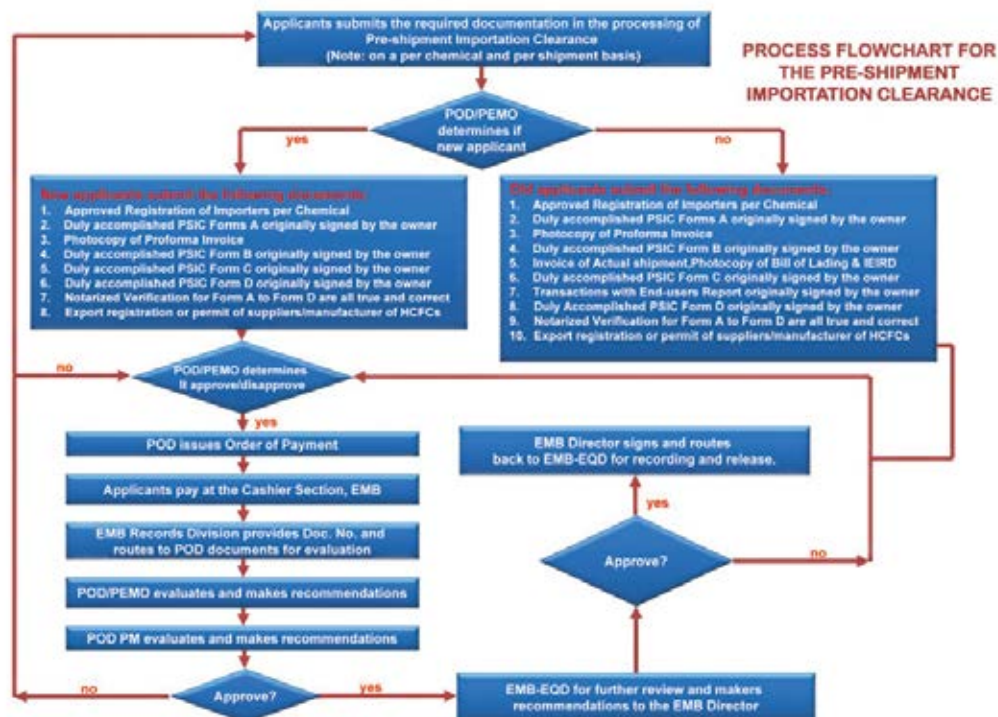 Applicants submits the required documentation in the processing of
Pre-shipment Importation Clearance
(Note: on a per chemical and per shipment basis)
PROCESS FLOWCHART FOR
THE PRE-SHIPMENT
IMPORTATION CLEARANCE
POD/PEMO
determines if
new applicant
yes
no
New applicants submit the following documents:
1. Approved Registration of Importers per Chemical
2. Duly accomplished PSIC Forms A originally signed by the owner
3. Photocopy of Proforma Invoice
4. Duly accomplished PSIC Form B originally signed by the owner
5. Duly accomplished PSIC Form C originally signed by the owner
6. Duly accomplished PSIC Form D originally signed by the owner
7. Notarized Verification for Form A to Form D are all true and correct
8. Export registration or permit of suppliers/manufacturer of HCFCs
Old applicants submit the following documents:
1. Approved Registration of Importers per Chemical
2. Duly accomplished PSIC Forms A originally signed by the owner
3. Photocopy of Proforma Invoice
4. Duly accomplished PSIC Form B originally signed by the owner
5. Invoice of Actual shipment,Photocopy of Bill of Lading & IEIRD
6. Duly accomplished PSIC Form C originally signed by the owner
7. Transactions with End-users Report originally signed by the owner
8. Duly Accomplished PSIC Form D originally signed by the owner
9. Notarized Verification for Form A to Form D are all true and correct
10. Export registration or permit of suppliers/manufacturer of HCFCs
no
POD/PEMO determines
approve/disapprove
yes
POD issues Order of Payment
Applicants pay at the Cashier Section, EMB
EMB Records Division provides Doc. No. and
routes to POD documents for evaluation
POD/PEMO evaluates and makes recommendations
POD PM evaluates and makes recommendations
no
Approve?
yes
EMB Director signs and routes
back to EMB-EQD for recording and release.
yes
Approve?
no
EMB-EQD for further review and makers
recommendations to the EMB Director